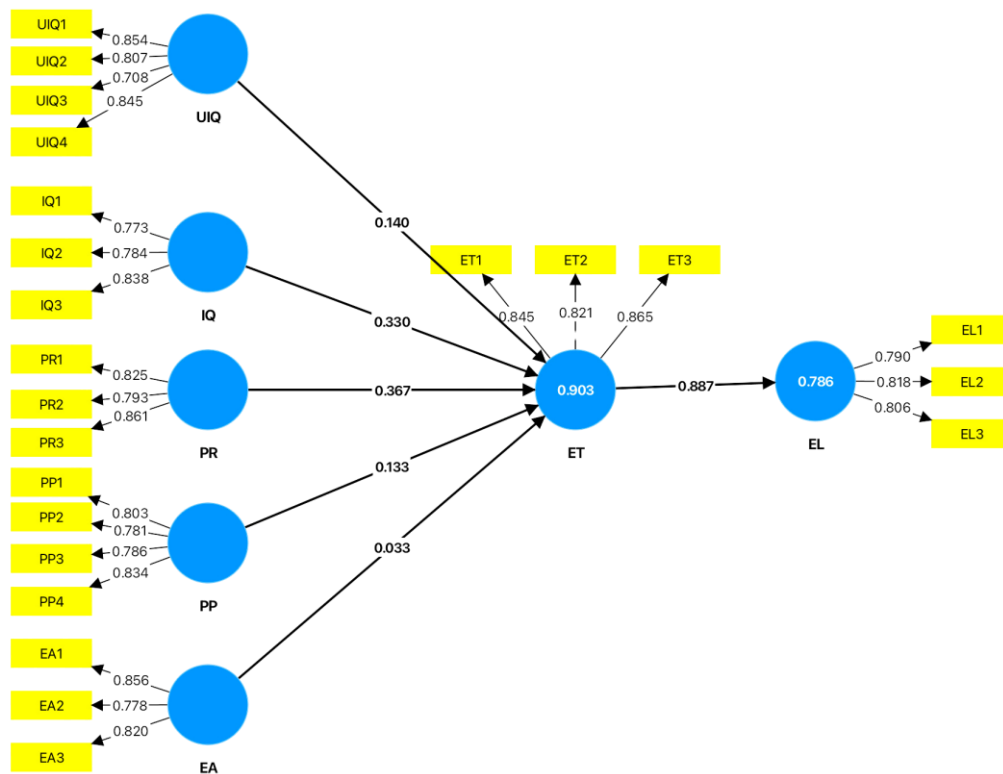 UIQ1
0.854
UIQ2
0.807
UIQ3
0.708
UIQ4
0.845
UIQ
0.140
IQ1
0.773
IQ2
0.784
IQ3
0.838
IQ
0.330
ET1
ET2
ET3
0.845
0.821
0.865
PR1
0.825
PR2
0.793
PR3
0.861
PR
0.367
0.903
ET
0.887
0.786
EL
EL1
0.790
EL2
0.818
EL3
0.806
PP1
0.803
PP2
0.781
PP3
0.786
PP4
0.834
PP
0.133
EA1
0.856
EA2
0.778
EA3
0.820
EA
0.033